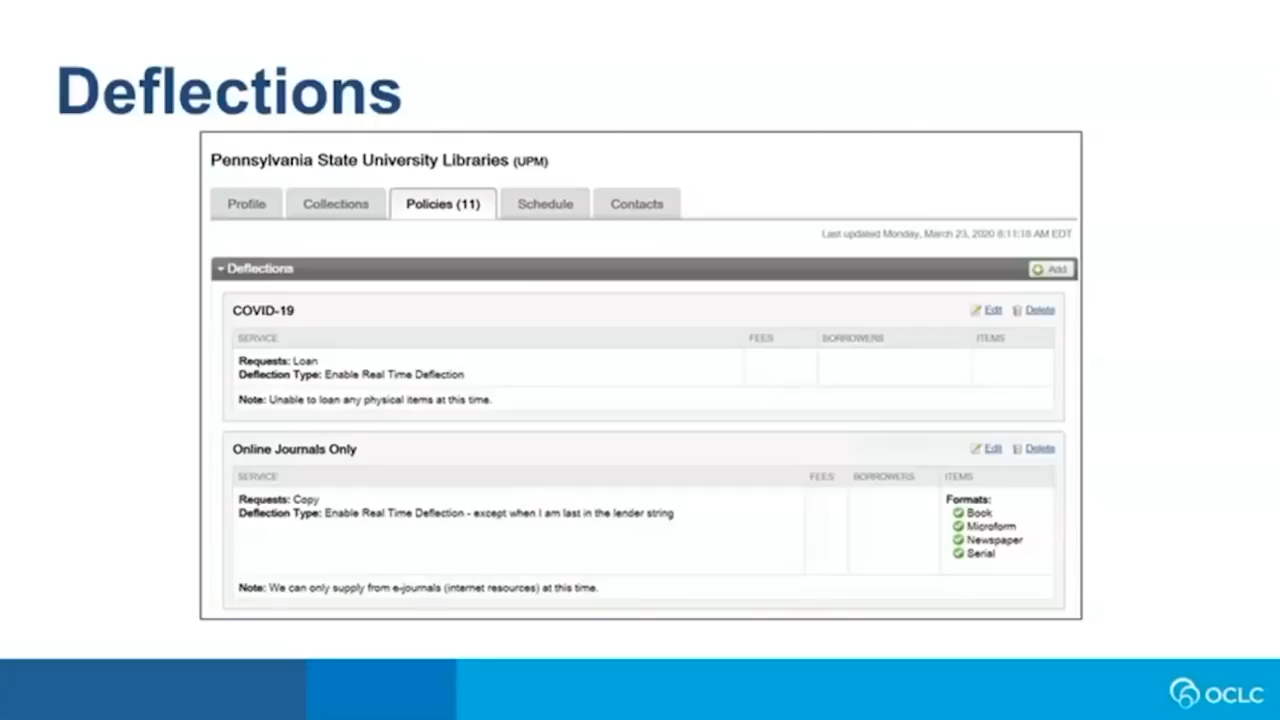 Deflections
Pennsylvania State University Libraries (UPM)
Profile Collections Policies (11) Schedule Contacts
Last updated Monday, March 23, 2020 8:11:18 AM EDT
Deflections Add
COVID-19 Edit Delete
SERVICE FEES BORROWERS ITEMS
Requests: Loan
Deflection Type: Enable Real Time Deflection
Note: Unable to loan any physical items at this time.
Online Journals Only Edit Delete
SERVICE FEES BORROWERS ITEMS
Requests: Copy Formats:
Deflection Type: Enable Real Time Deflection - except when I am last in the lender string Book
Microform
Newspaper
Serial
Note: We can only supply from e-journals (internet resources) at this time.
OCLC